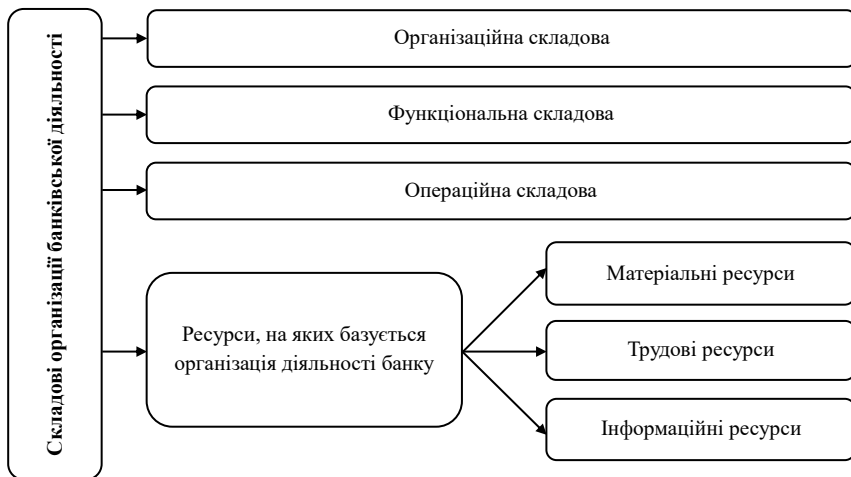 Складові організації банківської діяльності
Організаційна складова
Функціональна складова
Операційна складова
Ресурси, на яких базується
організація діяльності банку
Матеріальні ресурси
Трудові ресурси
Інформаційні ресурси